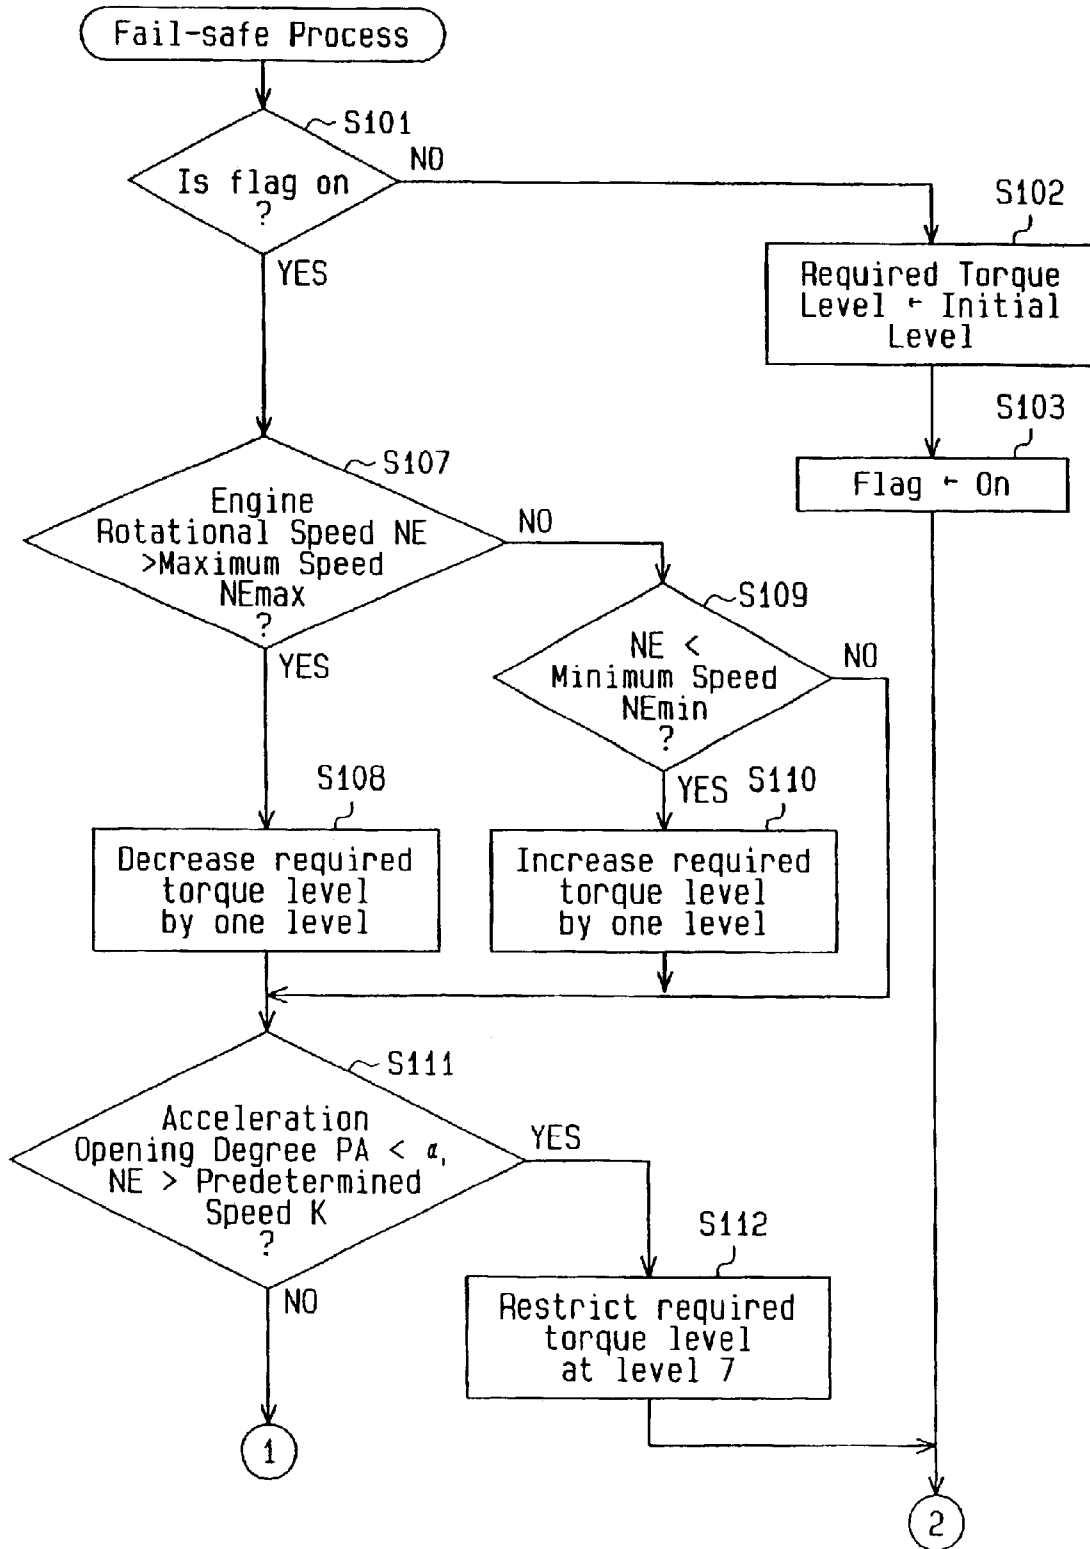 Fail-safe Process
S101
Is flag on
?
NO
YES
S102
Required Torque
Level ← Initial
Level
S103
Flag ← On
S107
Engine
Rotational Speed NE
>Maximum Speed
NEmax
?
NO
YES
S109
NE <
Minimum Speed
NEmin
?
NO
YES
S108
Decrease required
torque level
by one level
S110
Increase required
torque level
by one level
S111
Acceleration
Opening Degree PA < α,
NE > Predetermined
Speed K
?
YES
NO
S112
Restrict required
torque level
at level 7
1
2